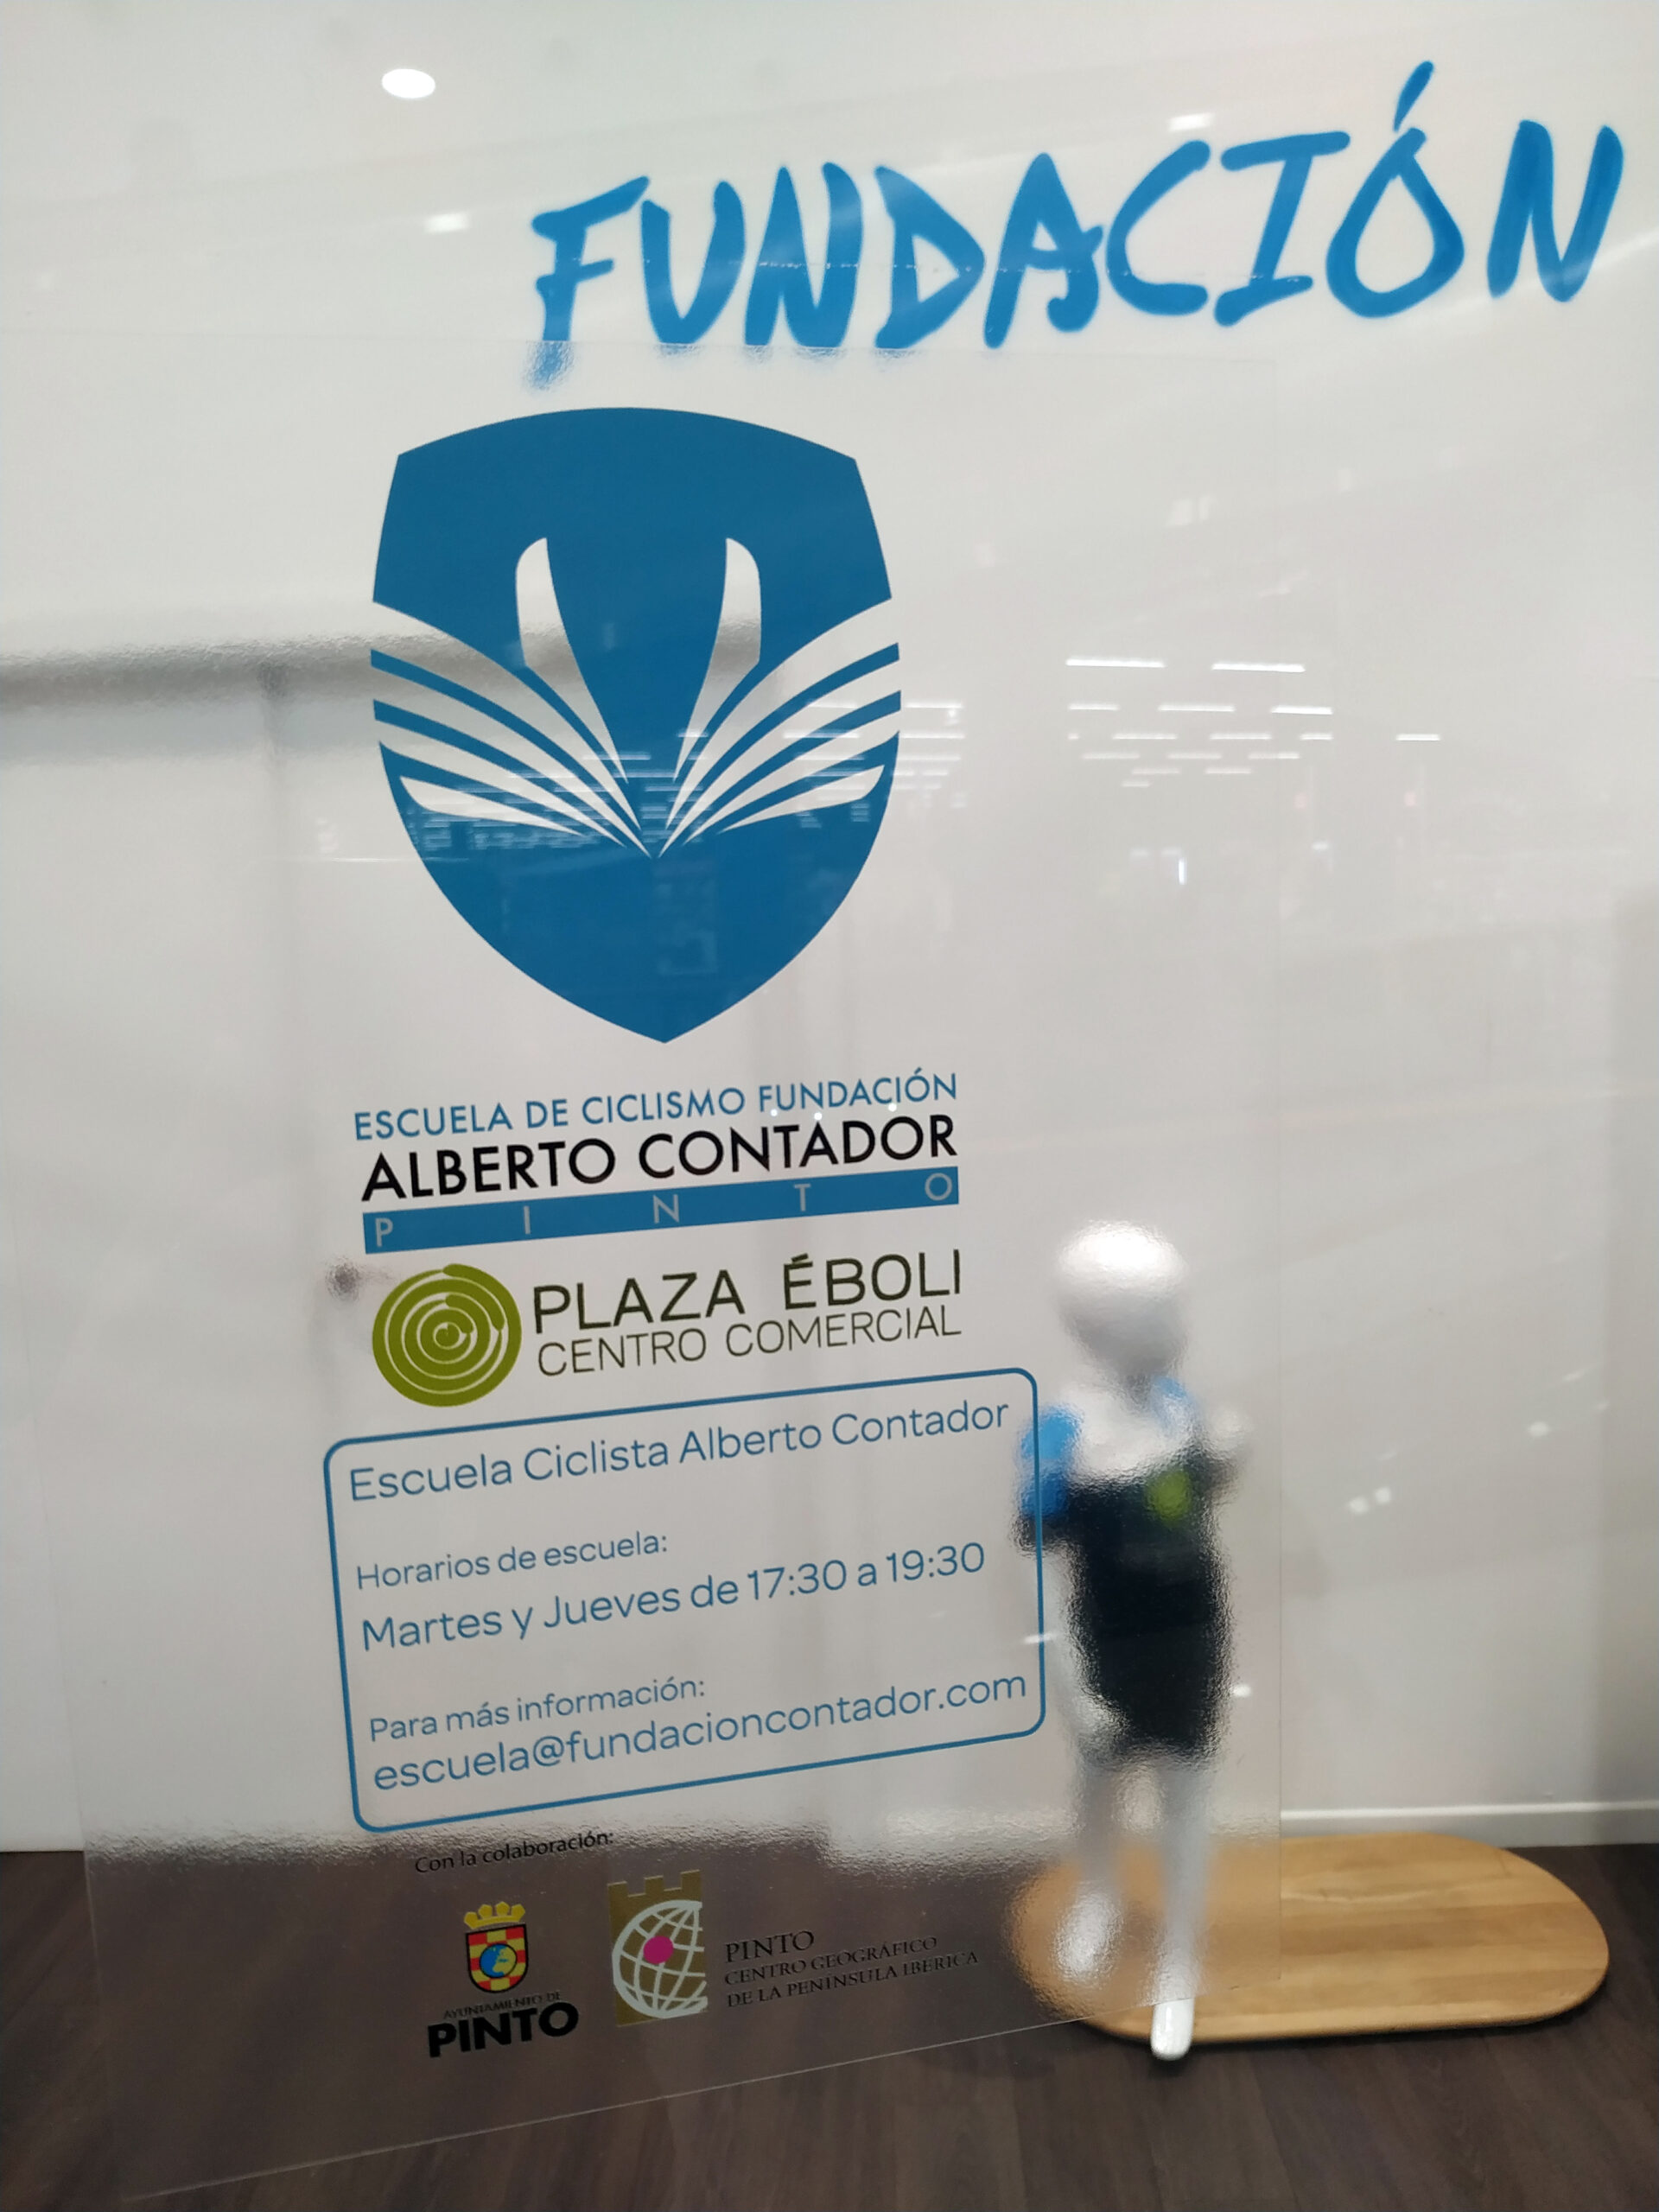 FUNDACIÓN
ESCUELA DE CICLISMO FUNDACIÓN
ALBERTO CONTADOR
PINTO
PLAZA ÉBOLI
CENTRO COMERCIAL
Escuela Ciclista Alberto Contador
Horarios de escuela:
Martes y Jueves de 17:30 a 19:30
Para más información:
escuela@fundacioncontador.com
Con la colaboración:
AYUNTAMIENTO DE
PINTO
PINTO
CENTRO GEOGRÁFICO
DE LA PENINSULA IBERICA